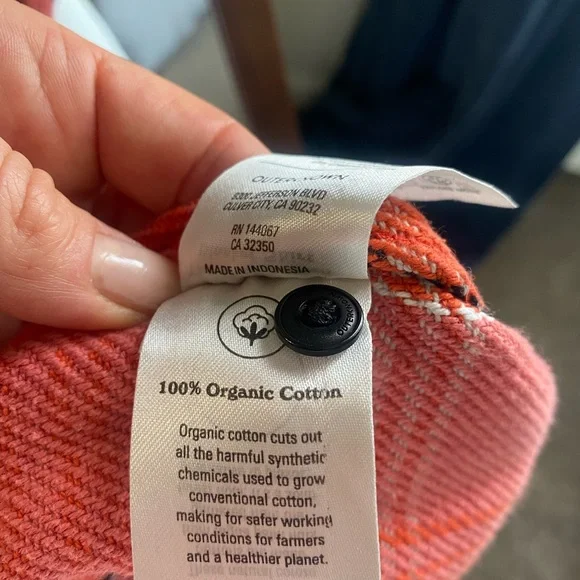 OUTERKNOWN
5300 JEFFERSON BLVD
CULVER CITY, CA 90232
RN 144067
CA 32350
MADE IN INDONESIA
100% Organic Cotton
Organic cotton cuts out
all the harmful synthetic
chemicals used to grow
conventional cotton,
making for safer working
conditions for farmers
and a healthier planet.